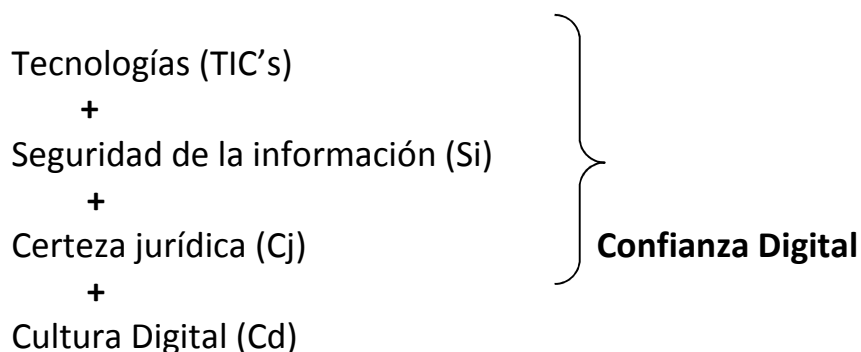 Tecnologías (TIC’s)
+
Seguridad de la información (Si)
+
Certeza jurídica (Cj)
Confianza Digital
+
Cultura Digital (Cd)